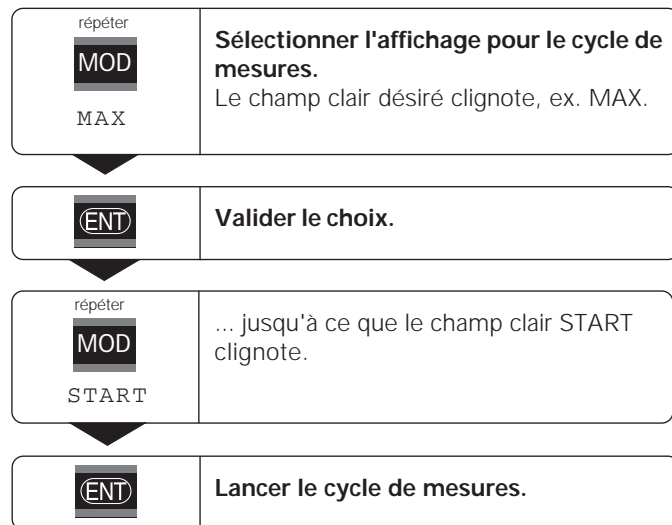 répéter
MOD
MAX
Sélectionner l'affichage pour le cycle de
mesures.
Le champ clair désiré clignote, ex. MAX.
ENT
Valider le choix.
répéter
MOD
START
... jusqu'à ce que le champ clair START
clignote.
ENT
Lancer le cycle de mesures.